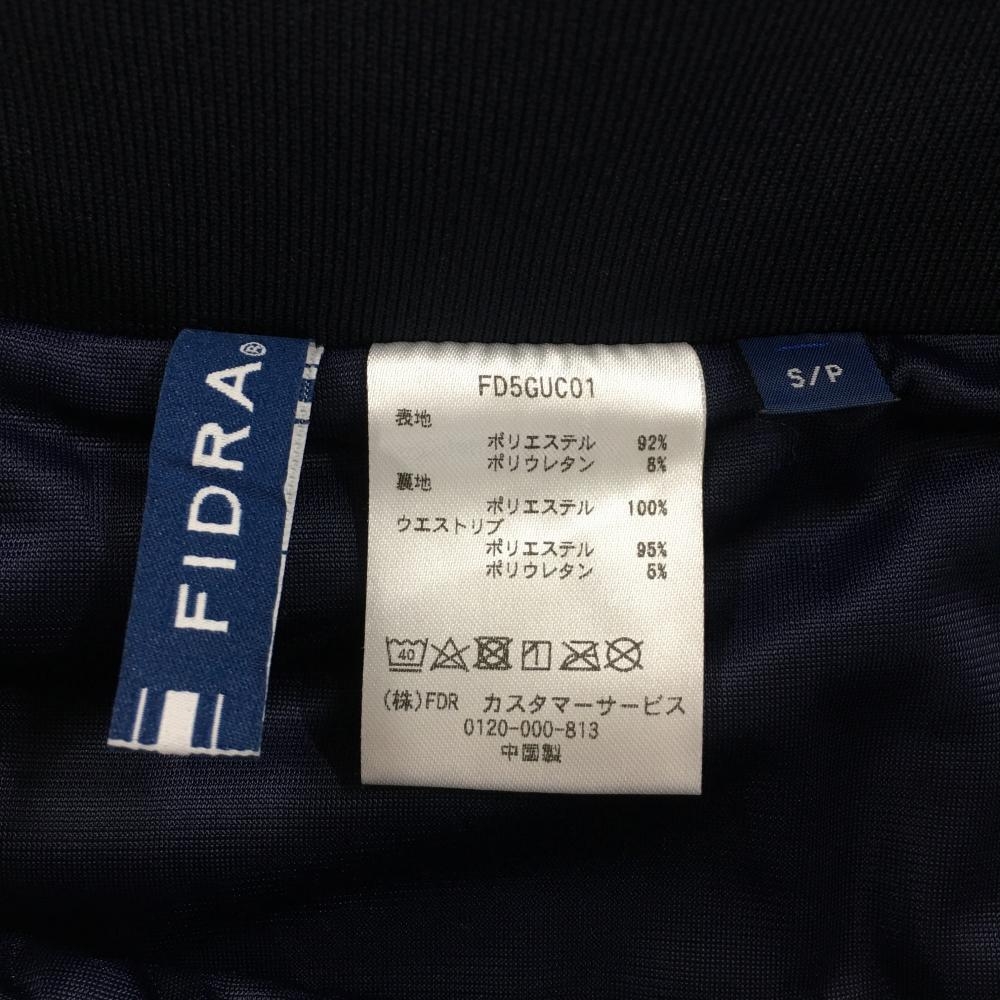 FIDRA®
FD5GUC01
表地
ポリエステル 92%
ポリウレタン 8%
裏地
ポリエステル 100%
ウエストリブ
ポリエステル 95%
ポリウレタン 5%
40
(株)FDR カスタマーサービス
0120-000-813
中国製
S/P